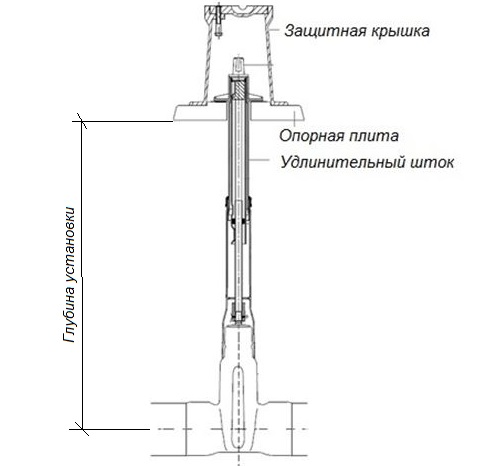 Защитная крышка
Опорная плита
Удлинительный шток
Глубина установки